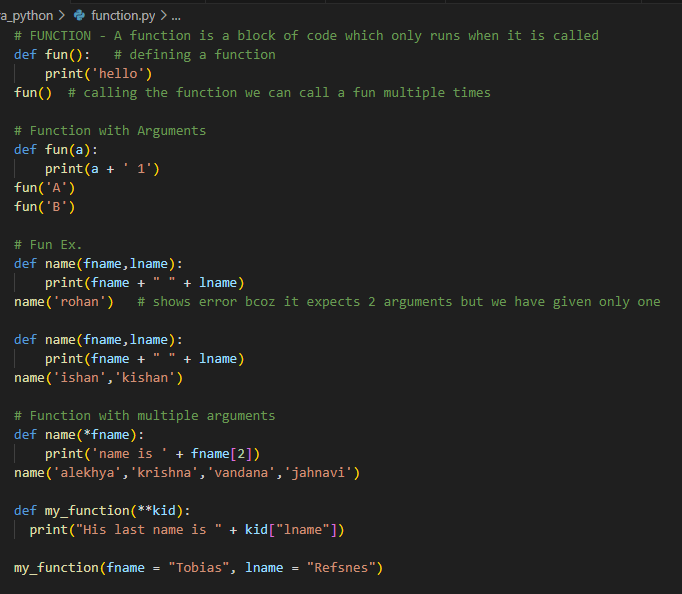 a_python > function.py > ...
# FUNCTION - A function is a block of code which only runs when it is called
def fun():   # defining a function
    print('hello')
fun()  # calling the function we can call a fun multiple times

# Function with Arguments
def fun(a):
    print(a + ' 1')
fun('A')
fun('B')

# Fun Ex.
def name(fname,lname):
    print(fname + " " + lname)
name('rohan')   # shows error bcoz it expects 2 arguments but we have given only one

def name(fname,lname):
    print(fname + " " + lname)
name('ishan','kishan')

# Function with multiple arguments
def name(*fname):
    print('name is ' + fname[2])
name('alekhya','krishna','vandana','jahnavi')

def my_function(**kid):
  print("His last name is " + kid["lname"])

my_function(fname = "Tobias", lname = "Refsnes")